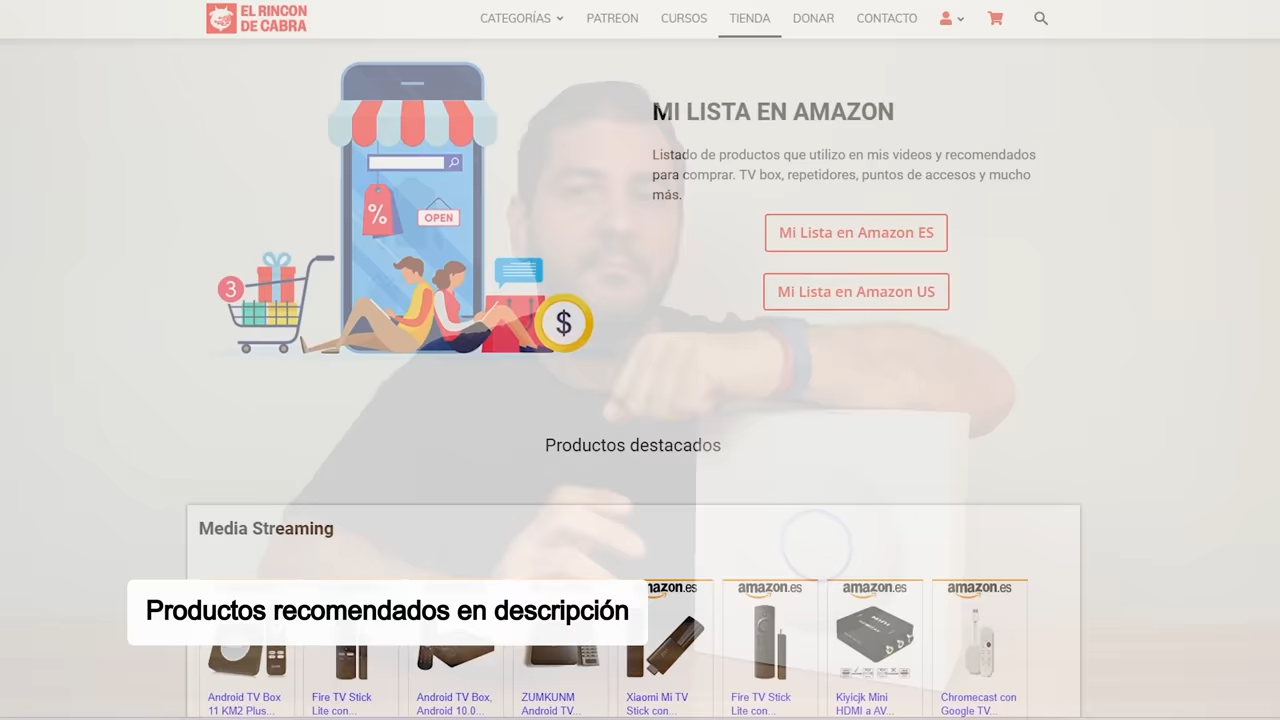 EL RINCON
DE CABRA
CATEGORÍAS
PATREON
CURSOS
TIENDA
DONAR
CONTACTO
MI LISTA EN AMAZON
Listado de productos que utilizo en mis videos y recomendados
para comprar. TV box, repetidores, puntos de accesos y mucho
más.
%
OPEN
Mi Lista en Amazon ES
3
Mi Lista en Amazon US
$
Productos destacados
Media Streaming
amazon.es
amazon.es
amazon.es
amazon.es
Productos recomendados en descripción
Android TV Box
11 KM2 Plus...
Fire TV Stick
Lite con...
Android TV Box,
Android 10.0...
ZUMKUNM
Android TV...
Xiaomi Mi TV
Stick con...
Fire TV Stick
Lite con...
Kiyicjk Mini
HDMI a AV...
Chromecast con
Google TV...